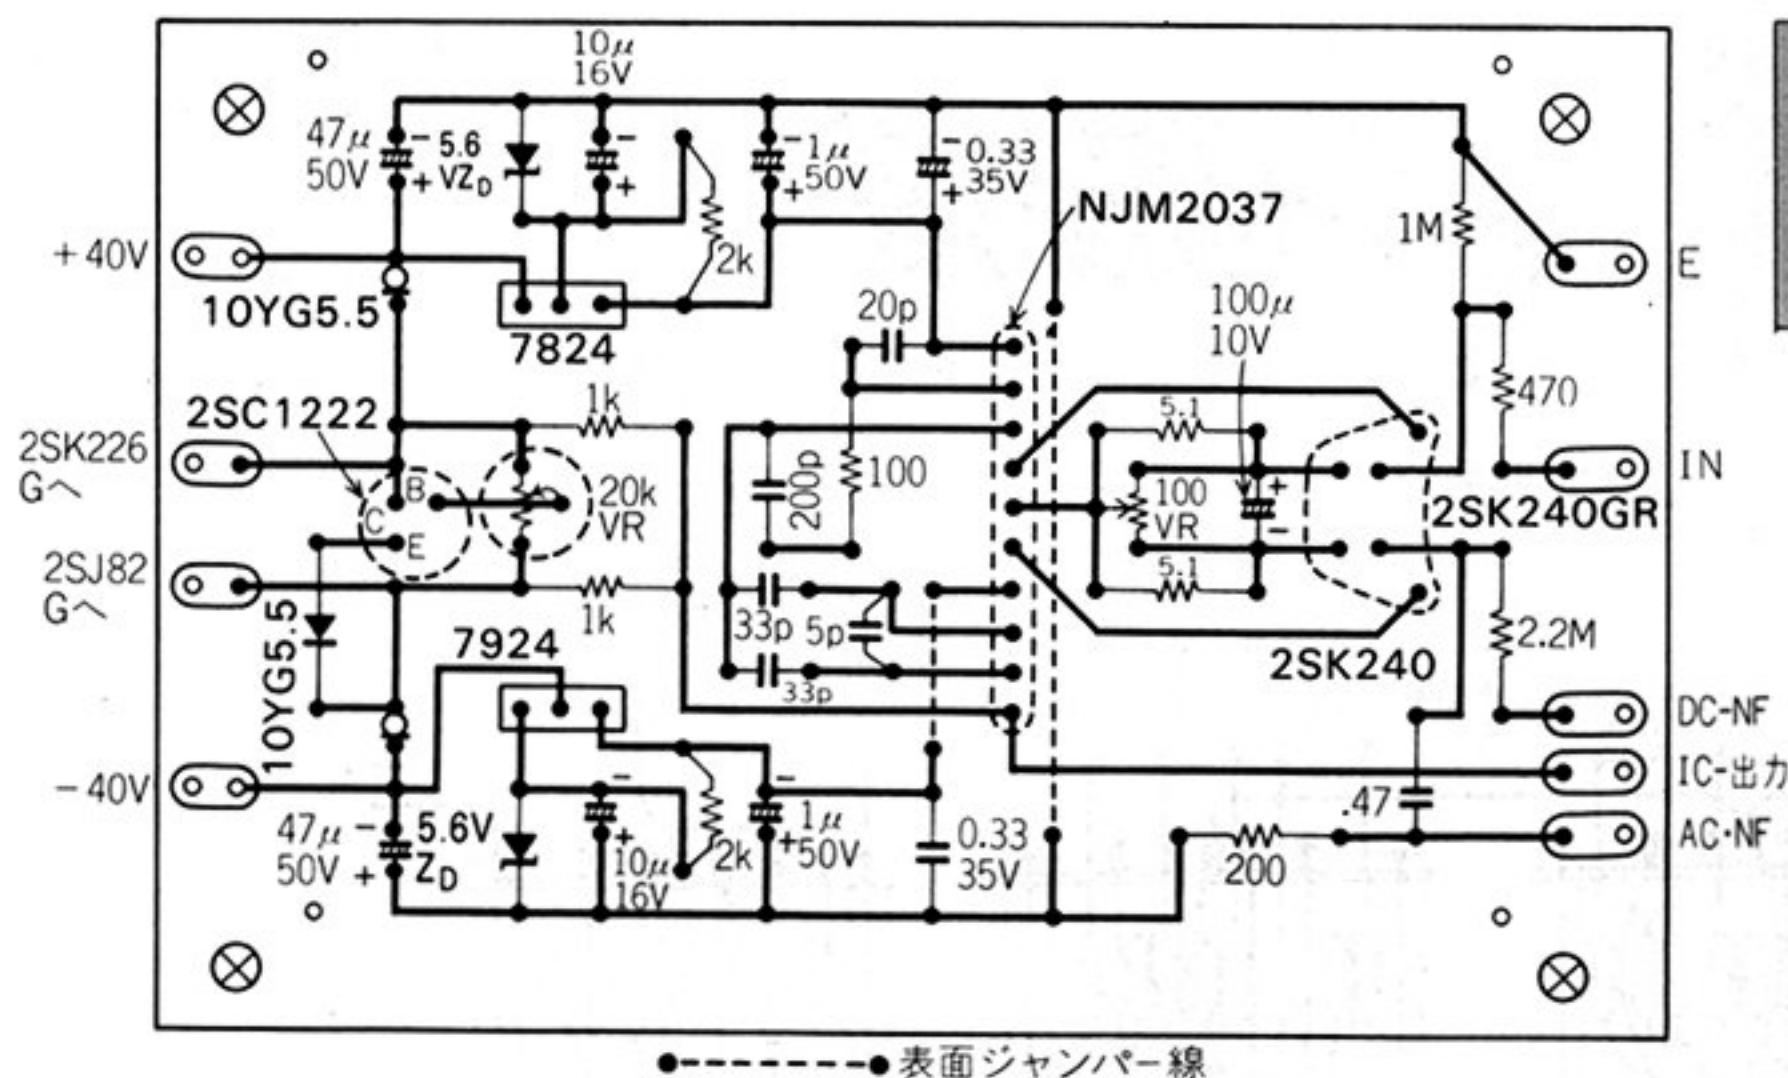 10μ
16V
47μ
50V
-
+
5.6
VZD
-
+
-1μ
+50V
-0.33
+35V
NJM2037
2k
1M
+40V
E
10YG5.5
7824
20p
100μ
10V
470
2SC1222
1k
5.1
2SK226
Gへ
B
C
E
20k
VR
200p
100
100
VR
+
-
IN
2SK240GR
2SJ82
Gへ
1k
5.1
10YG5.5
7924
33p
5p
33p
2.2M
2SK240
DC-NF
IC-出力
-40V
.47
AC・NF
47μ
50V
-
+
5.6V
ZD
-
+
10μ
16V
2k
-
1μ
+50V
0.33
35V
200
表面ジャンパー線